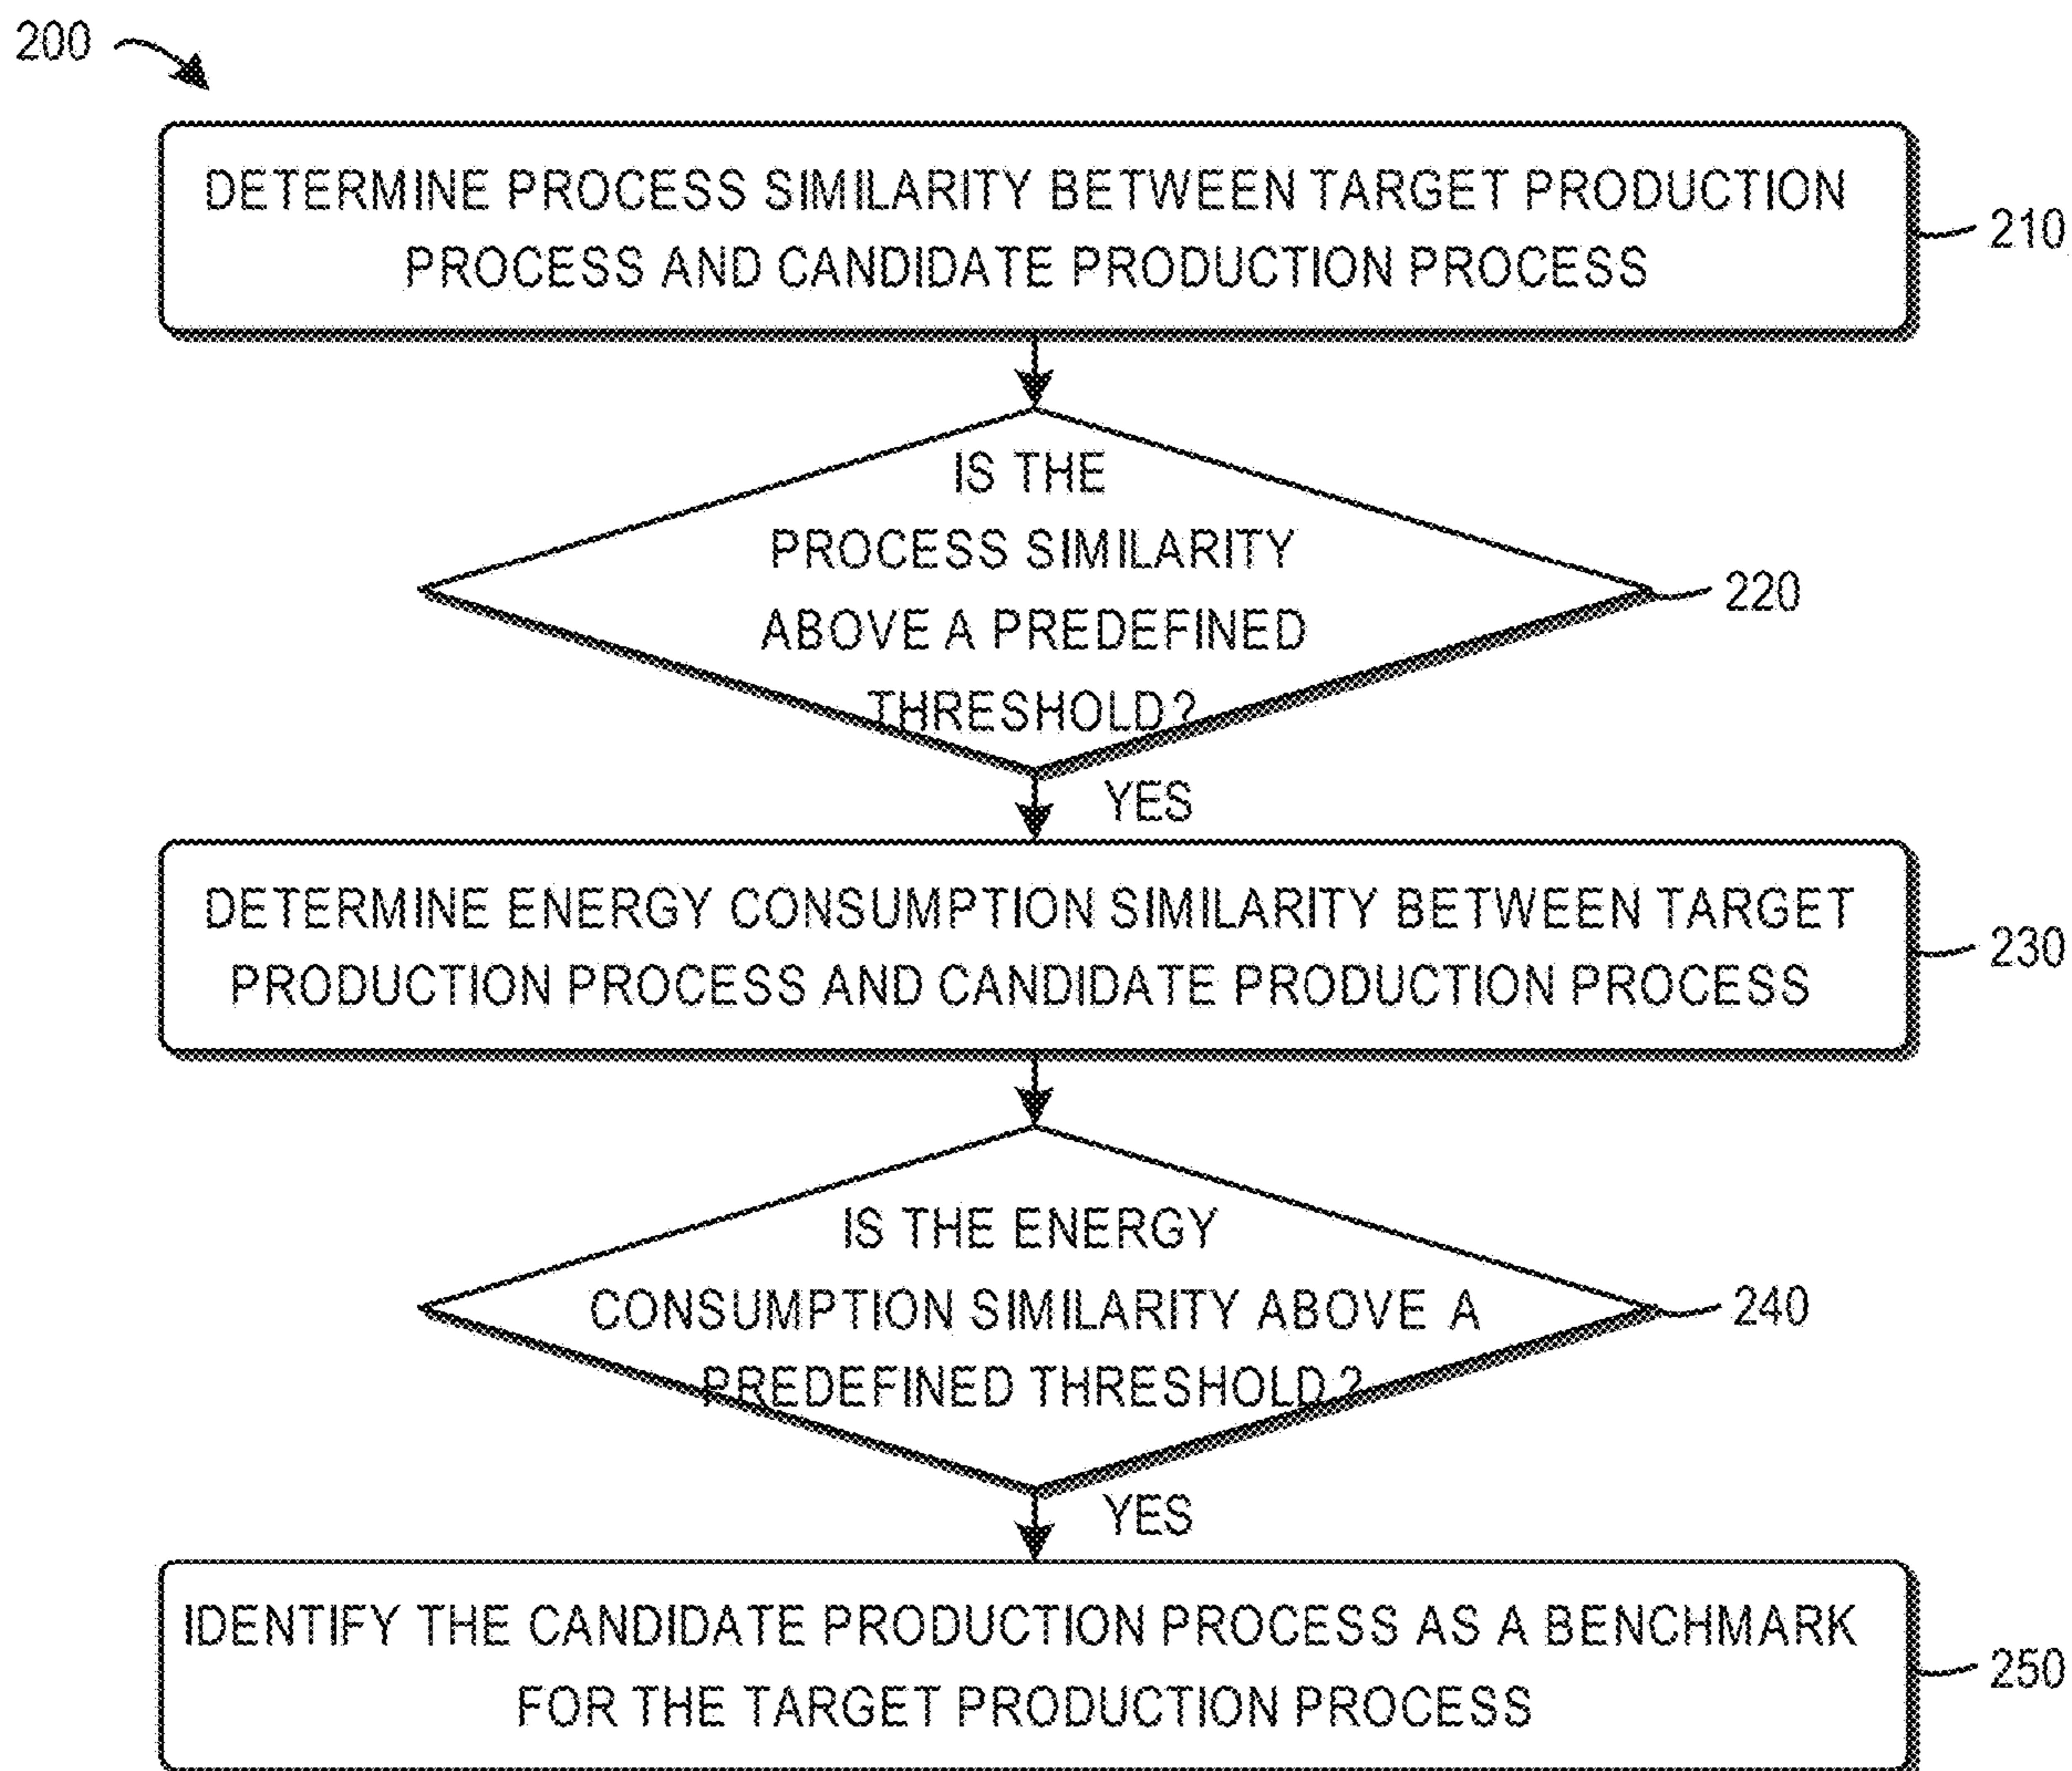 200
DETERMINE PROCESS SIMILARITY BETWEEN TARGET PRODUCTION
PROCESS AND CANDIDATE PRODUCTION PROCESS
210
IS THE
PROCESS SIMILARITY
ABOVE A PREDEFINED
THRESHOLD?
220
YES
DETERMINE ENERGY CONSUMPTION SIMILARITY BETWEEN TARGET
PRODUCTION PROCESS AND CANDIDATE PRODUCTION PROCESS
230
IS THE ENERGY
CONSUMPTION SIMILARITY ABOVE A
PREDEFINED THRESHOLD?
240
YES
IDENTIFY THE CANDIDATE PRODUCTION PROCESS AS A BENCHMARK
FOR THE TARGET PRODUCTION PROCESS
250